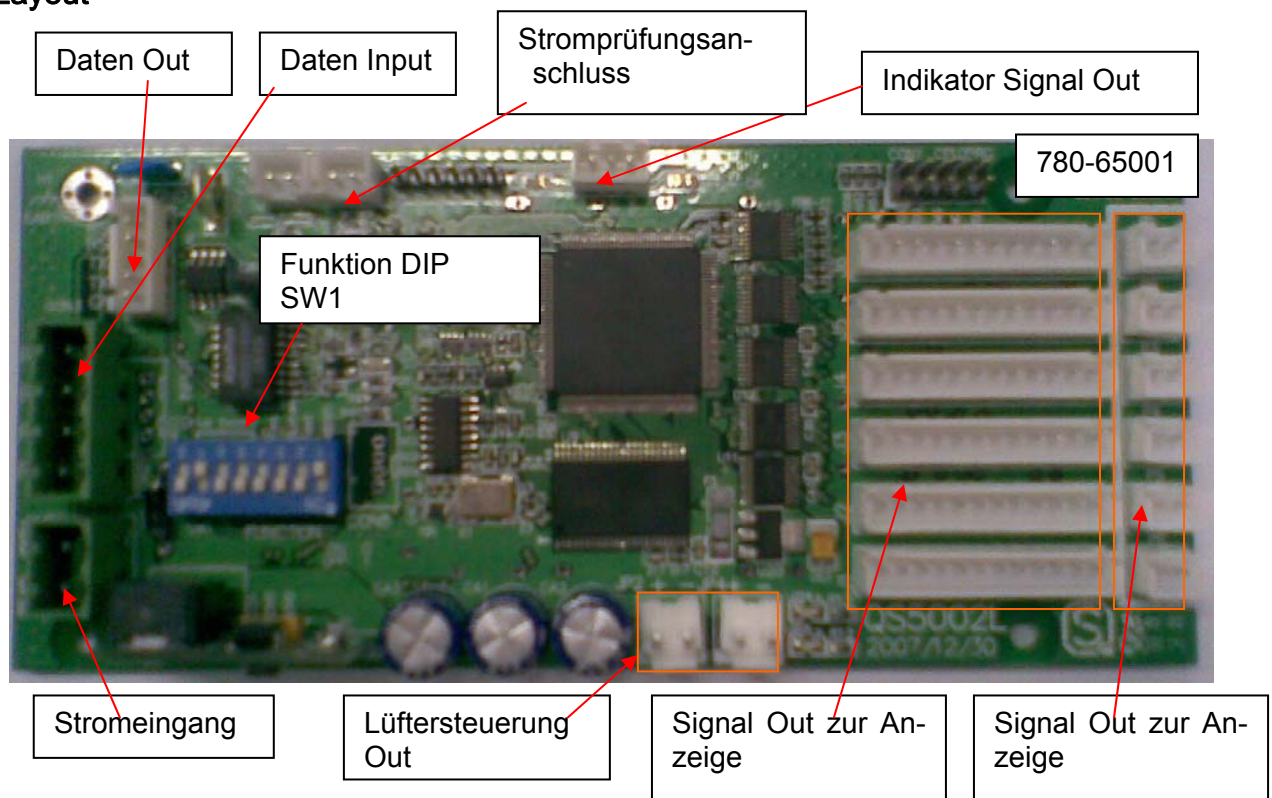 Layout
Daten Out
Daten Input
Stromprüfungsan-
schluss
Indikator Signal Out
780-65001
Funktion DIP
SW1
QS5002L
2007/12/30
Stromeingang
Lüftersteuerung
Out
Signal Out zur An-
zeige
Signal Out zur An-
zeige